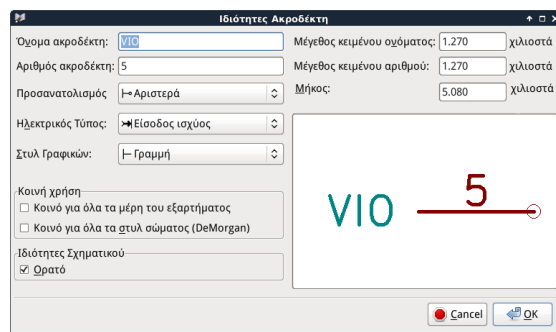 Ιδιότητες Ακροδέκτη
Όνομα ακροδέκτη: VIO
Αριθμός ακροδέκτη: 5
Προσανατολισμός Αριστερά
Ηλεκτρικός Τύπος: Είσοδος ισχύος
Στυλ Γραφικών: Γραμμή
Κοινή χρήση
Κοινό για όλα τα μέρη του εξαρτήματος
Κοινό για όλα τα στυλ σώματος (DeMorgan)
Ιδιότητες Σχηματικού
Ορατό
Μέγεθος κειμένου ονόματος: 1.270 χιλιοστά
Μέγεθος κειμένου αριθμού: 1.270 χιλιοστά
Μήκος: 5.080 χιλιοστά
VIO 5
Cancel OK